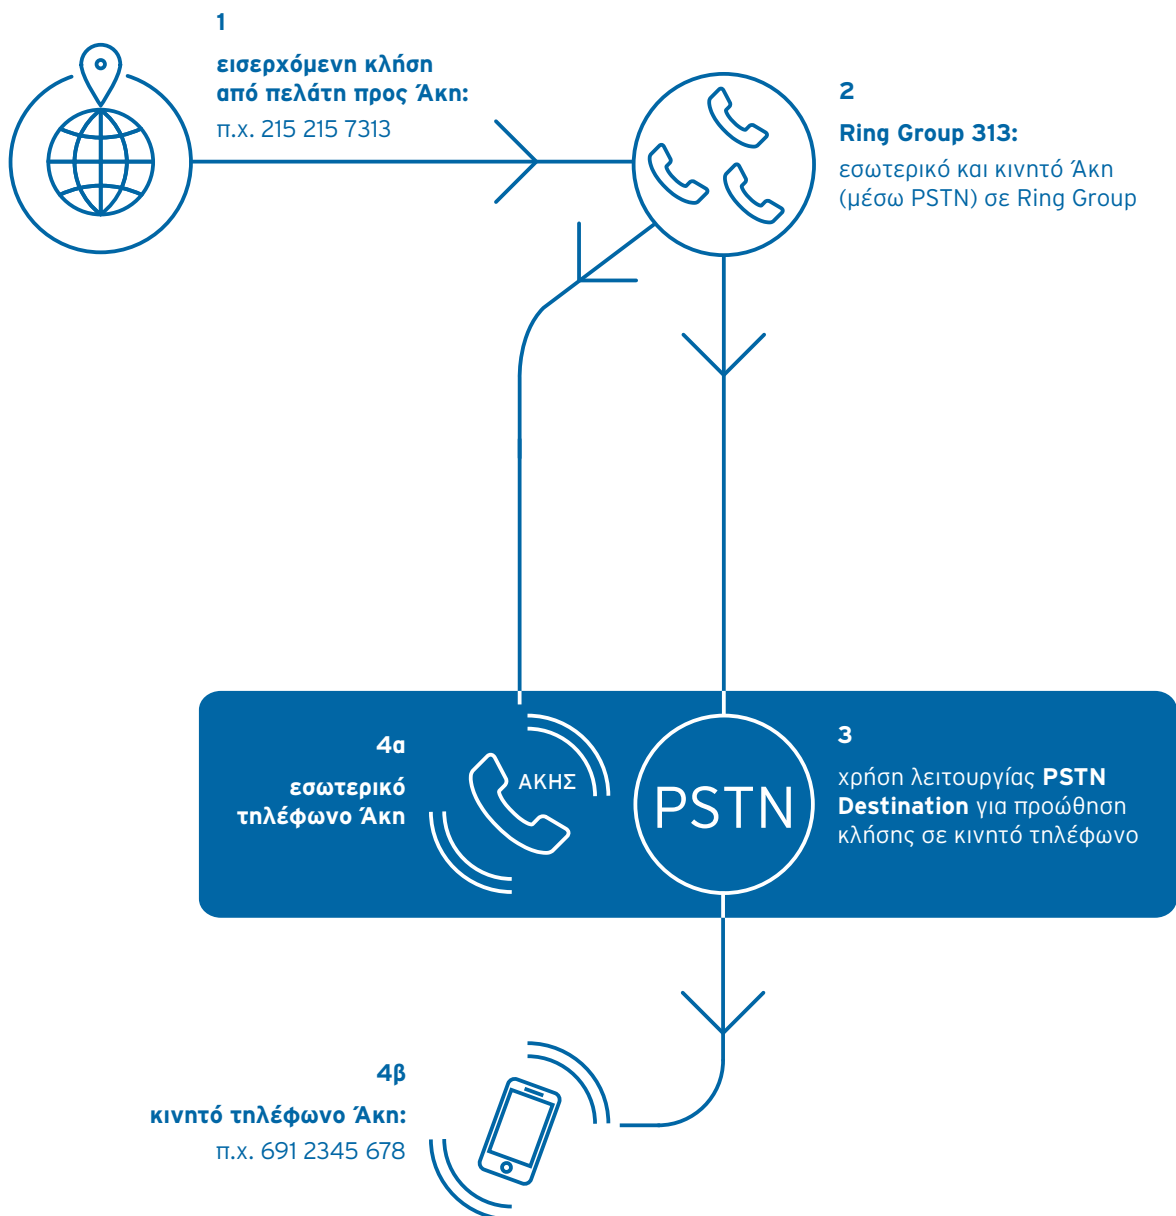 1
εισερχόμενη κλήση
από πελάτη προς Άκη:
π.χ. 215 215 7313
2
Ring Group 313:
εσωτερικό και κινητό Άκη
(μέσω PSTN) σε Ring Group
4α
εσωτερικό
τηλέφωνο Άκη
ΑΚΗΣ
PSTN
3
χρήση λειτουργίας PSTN
Destination για προώθηση
κλήσης σε κινητό τηλέφωνο
4β
κινητό τηλέφωνο Άκη:
π.χ. 691 2345 678